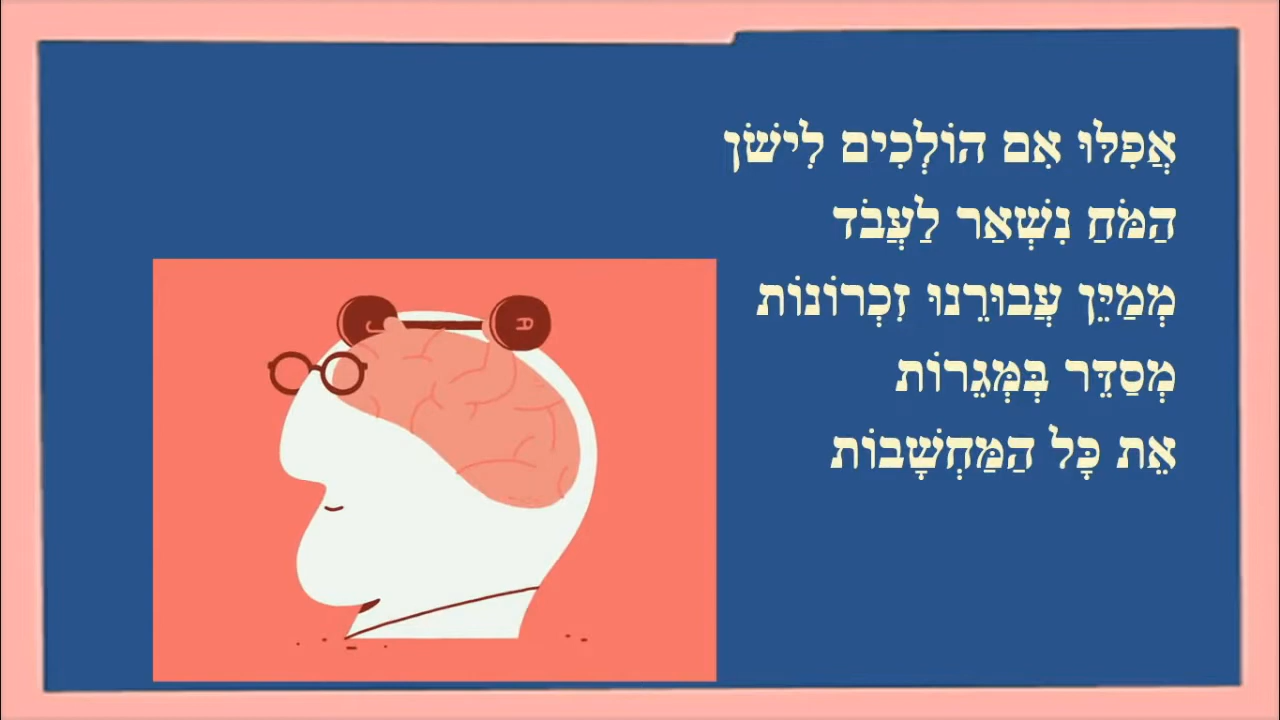 אֲפִלּוּ אִם הוֹלְכִים לִישֹׁן
הַמֹּחַ נִשְׁאַר לַעֲבֹד
מְמַיֵּן עֲבוּרֵנוּ זִכְרוֹנוֹת
מְסַדֵּר בְּמְּגֵרוֹת
אֵת כָּל הַמַּחְשָׁבוֹת